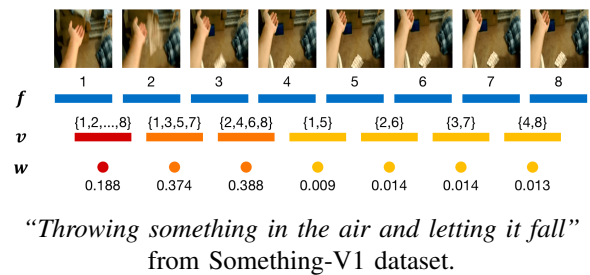 1 2 3 4 5 6 7 8
f
{1,2,...,8} {1,3,5,7} {2,4,6,8} {1,5} {2,6} {3,7} {4,8}
v
w
0.188 0.374 0.388 0.009 0.014 0.014 0.013
“Throwing something in the air and letting it fall”
from Something-V1 dataset.